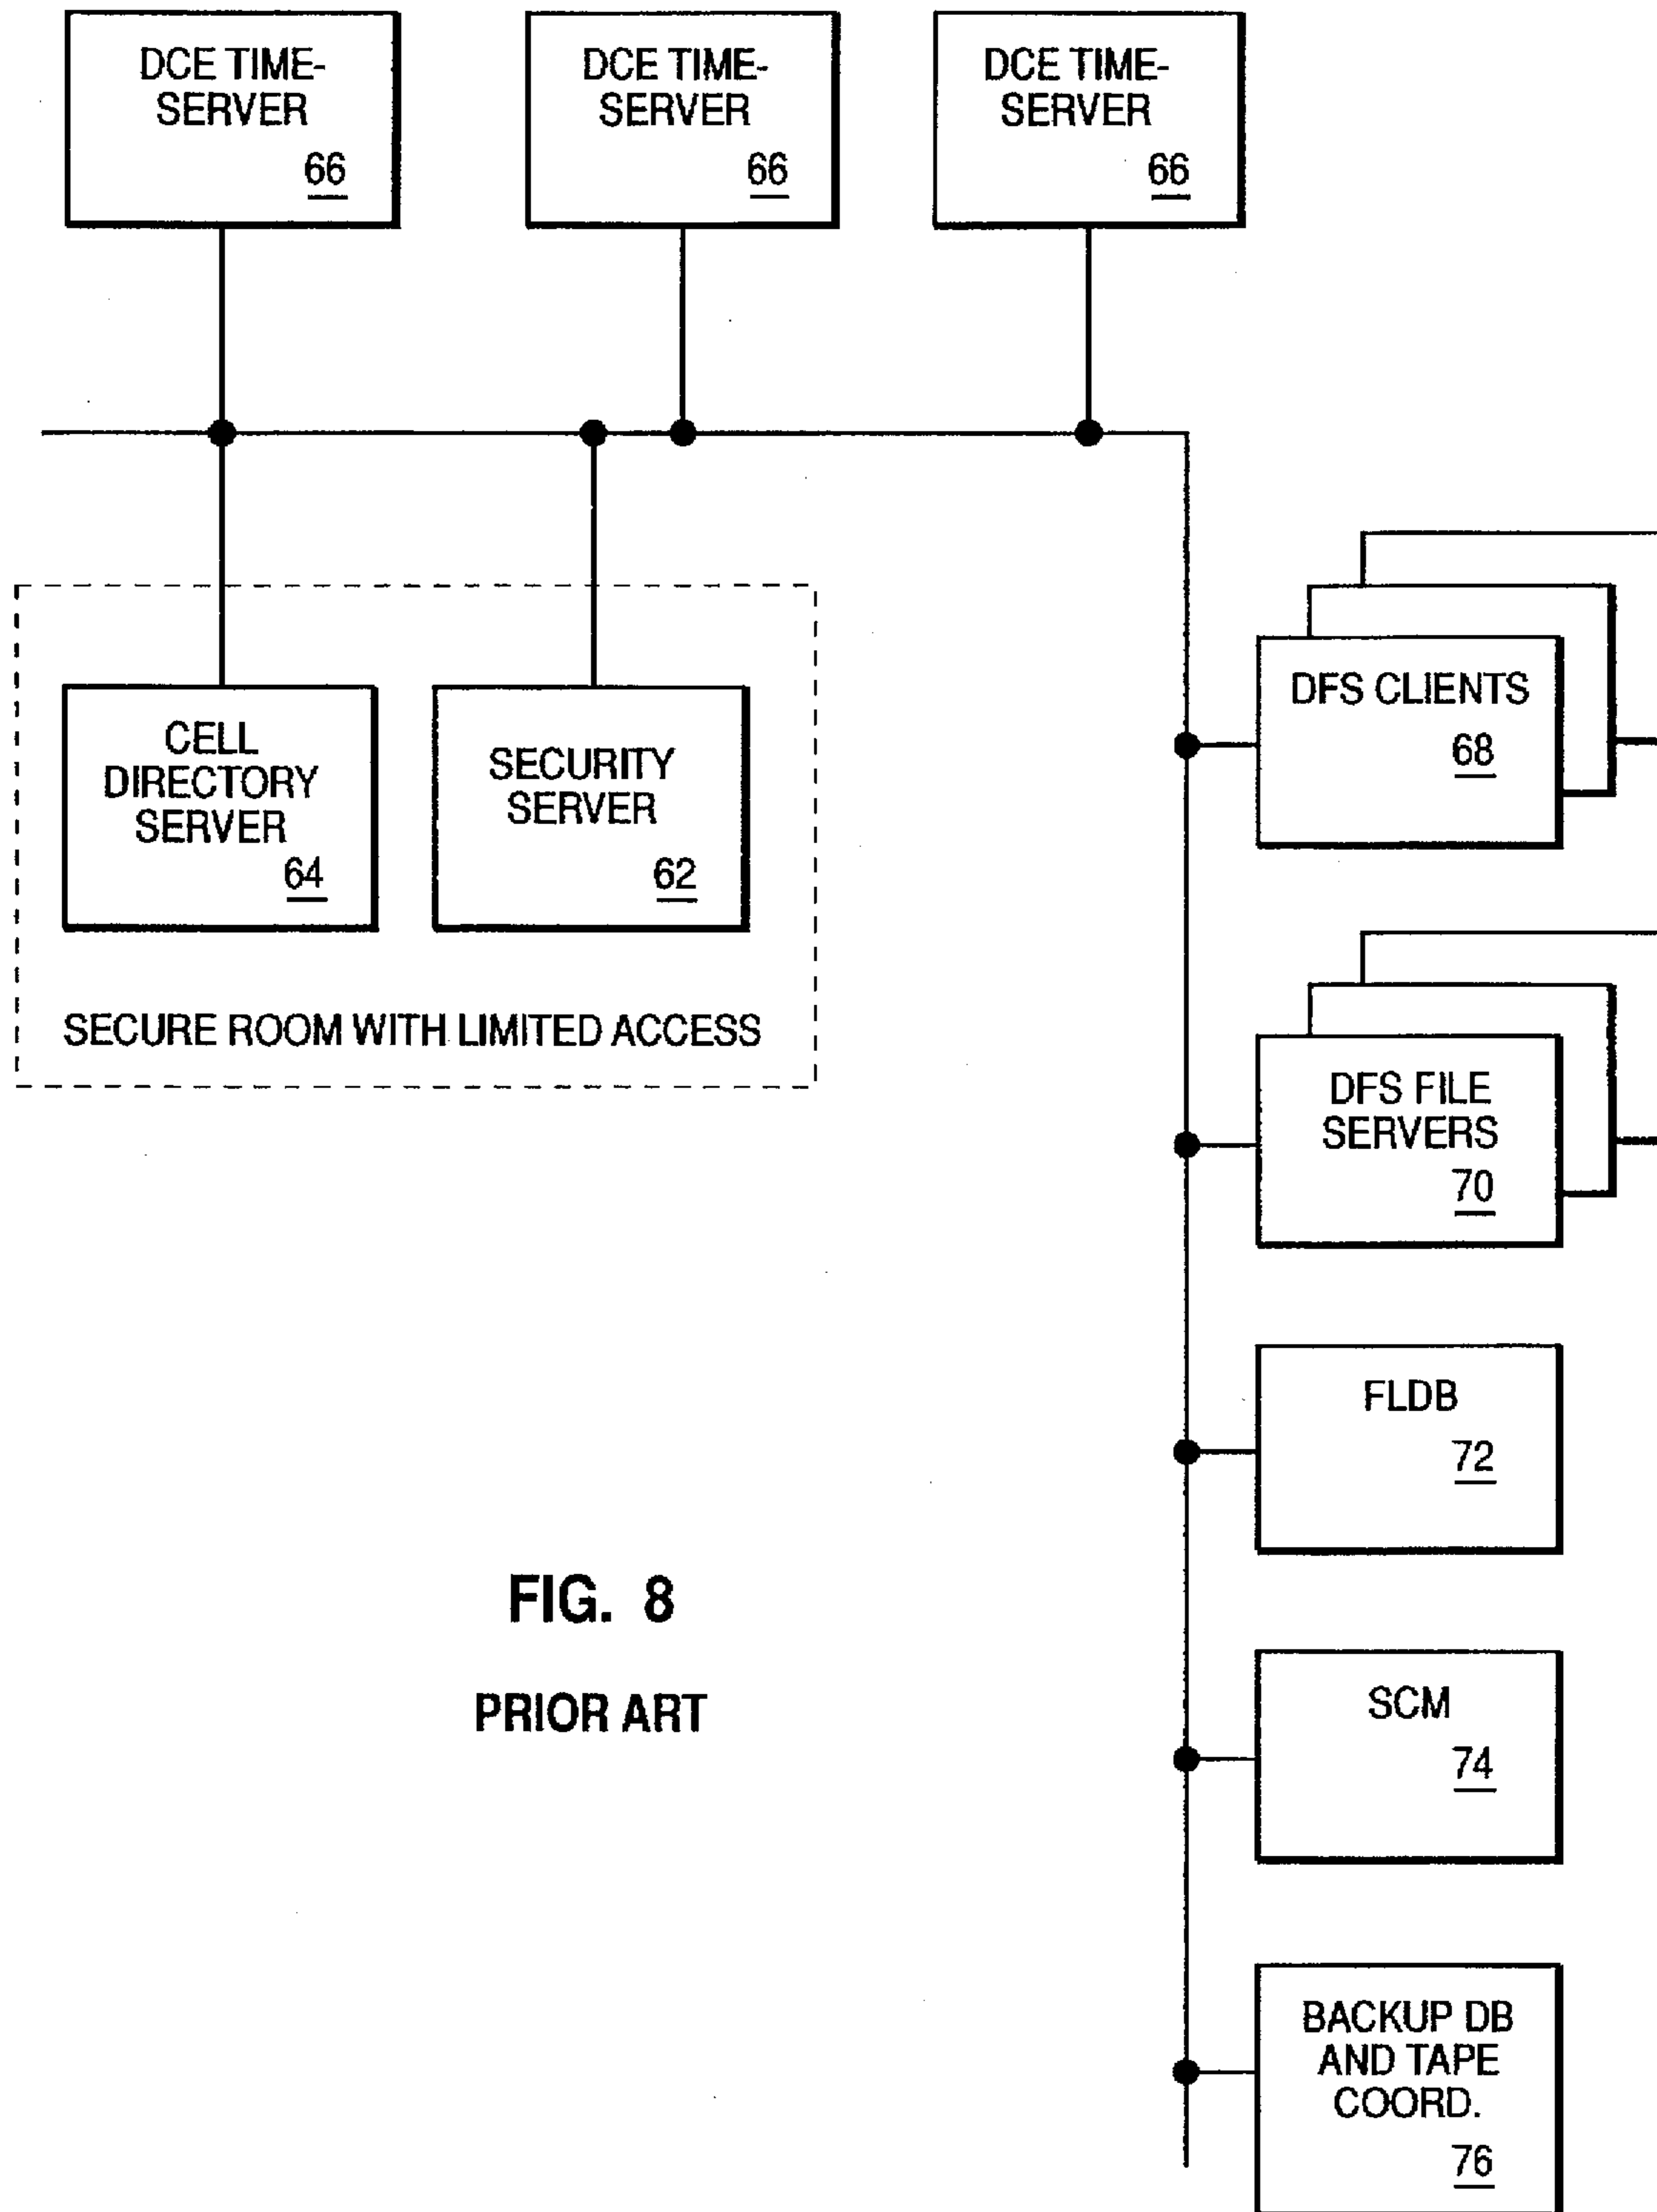 DCE TIME-
SERVER
66
DCE TIME-
SERVER
66
DCE TIME-
SERVER
66
CELL
DIRECTORY
SERVER
64
SECURITY
SERVER
62
SECURE ROOM WITH LIMITED ACCESS
DFS CLIENTS
68
DFS FILE
SERVERS
70
FLDB
72
SCM
74
BACKUP DB
AND TAPE
COORD.
76
FIG. 8
PRIOR ART